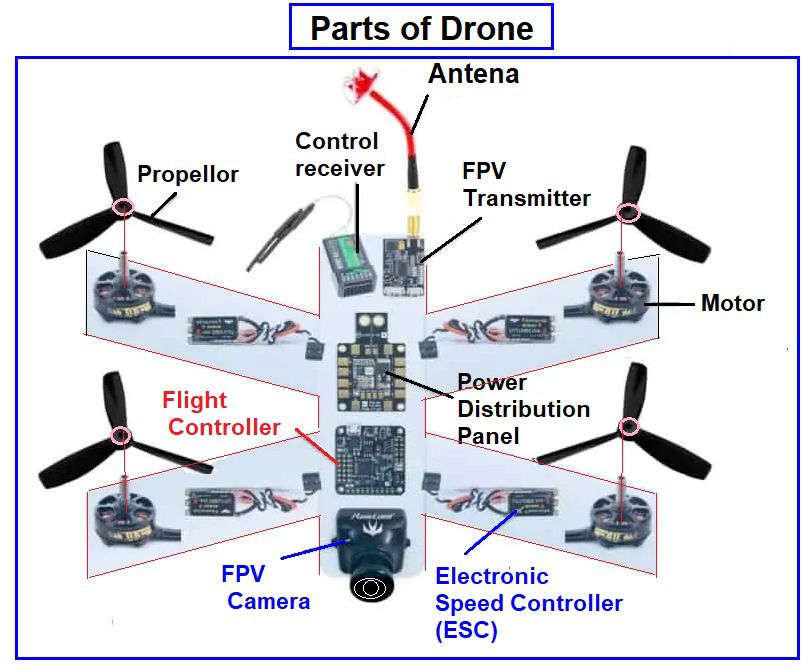 Parts of Drone
Antena
Control
receiver
FPV
Transmitter
Propellor
Motor
Power
Distribution
Panel
Flight
Controller
FPV
Camera
Electronic
Speed Controller
(ESC)